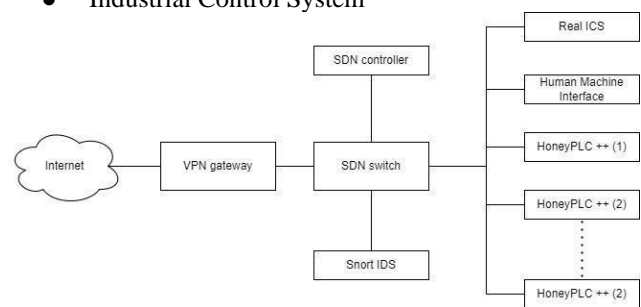 ● Industrial Control System
Real ICS
SDN controller
Human Machine
Interface
Internet
VPN gateway
SDN switch
HoneyPLC ++ (1)
HoneyPLC ++ (2)
Snort IDS
HoneyPLC ++ (2)